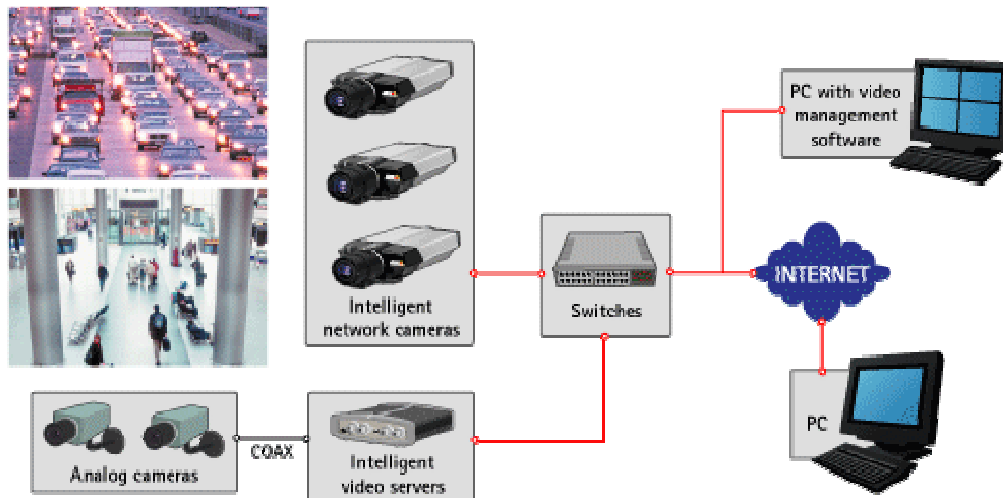 PC with video
management
software
Intelligent
network cameras
Switches
INTERNET
PC
COAX
Analog cameras
Intelligent
video servers